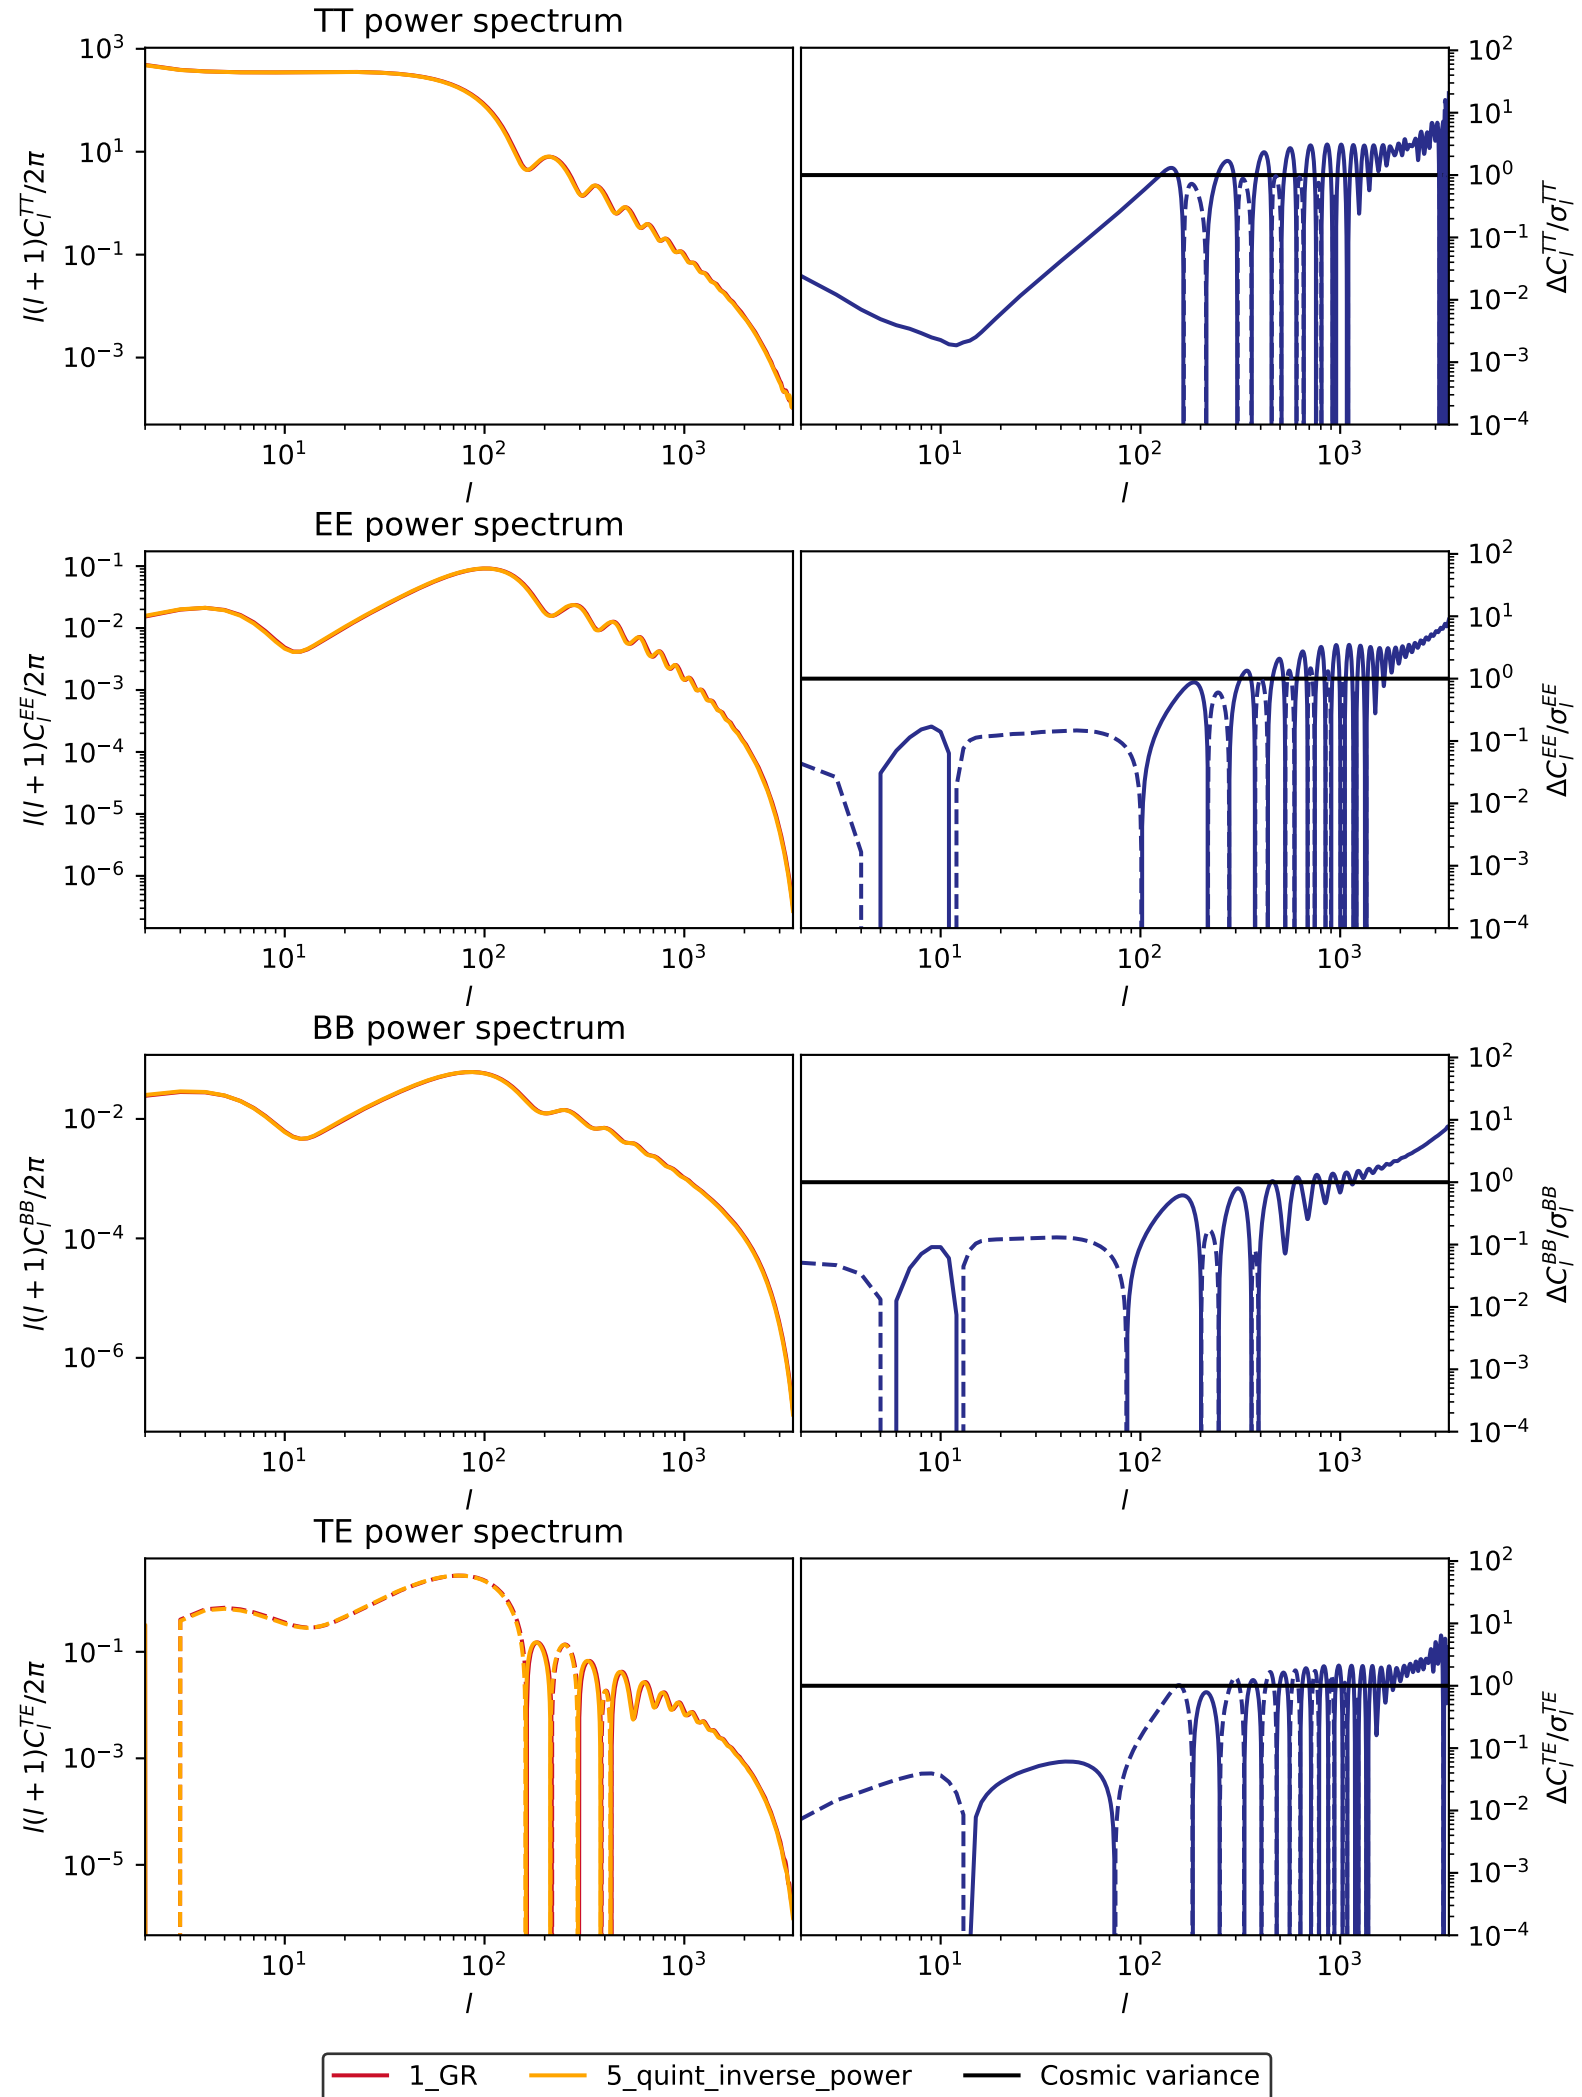 TT power spectrum
l(l + 1)C_l^{TT}/2π
10^3
10^1
10^{-1}
10^{-3}
10^1 10^2 10^3
l
10^2
10^1
10^0
10^{-1}
10^{-2}
10^{-3}
10^{-4}
ΔC_l^{TT}/σ_l^{TT}
10^1 10^2 10^3
l
EE power spectrum
l(l + 1)C_l^{EE}/2π
10^{-1}
10^{-2}
10^{-3}
10^{-4}
10^{-5}
10^{-6}
10^1 10^2 10^3
l
10^2
10^1
10^0
10^{-1}
10^{-2}
10^{-3}
10^{-4}
ΔC_l^{EE}/σ_l^{EE}
10^1 10^2 10^3
l
BB power spectrum
l(l + 1)C_l^{BB}/2π
10^{-2}
10^{-4}
10^{-6}
10^1 10^2 10^3
l
10^2
10^1
10^0
10^{-1}
10^{-2}
10^{-3}
10^{-4}
ΔC_l^{BB}/σ_l^{BB}
10^1 10^2 10^3
l
TE power spectrum
l(l + 1)C_l^{TE}/2π
10^{-1}
10^{-3}
10^{-5}
10^1 10^2 10^3
l
10^2
10^1
10^0
10^{-1}
10^{-2}
10^{-3}
10^{-4}
ΔC_l^{TE}/σ_l^{TE}
10^1 10^2 10^3
l
1_GR 5_quint_inverse_power Cosmic variance